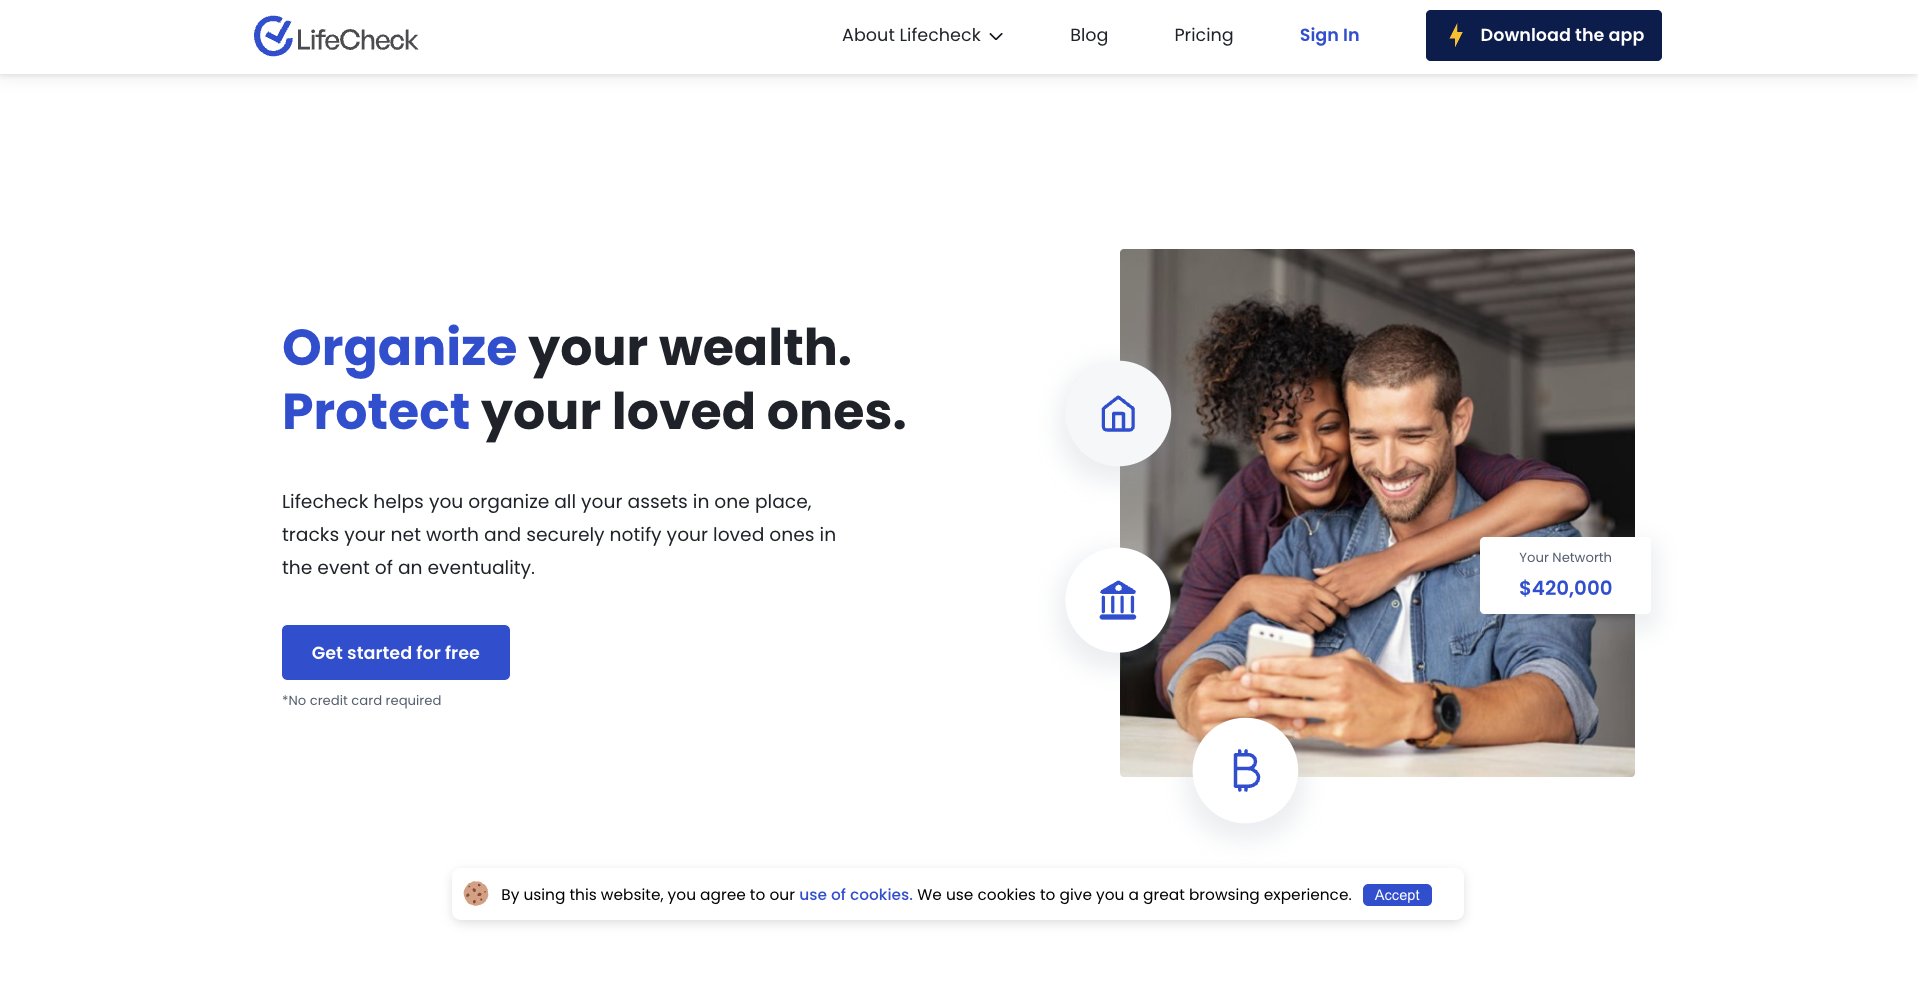 LifeCheck
About Lifecheck
Blog
Pricing
Sign In
Download the app
Organize your wealth.
Protect your loved ones.
Lifecheck helps you organize all your assets in one place,
tracks your net worth and securely notify your loved ones in
the event of an eventuality.
Get started for free
*No credit card required
Your Networth
$420,000
By using this website, you agree to our use of cookies. We use cookies to give you a great browsing experience.
Accept